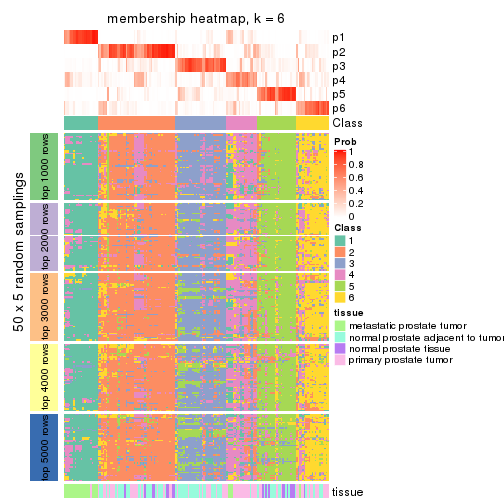 membership heatmap, k = 6
p1
p2
p3
p4
p5
p6
Class
50 x 5 random samplings
top 1000 rows
top 2000 rows
top 3000 rows
top 4000 rows
top 5000 rows
Prob
1
0.8
0.6
0.4
0.2
0
Class
1
2
3
4
5
6
tissue
metastatic prostate tumor
normal prostate adjacent to tumor
normal prostate tissue
primary prostate tumor
tissue